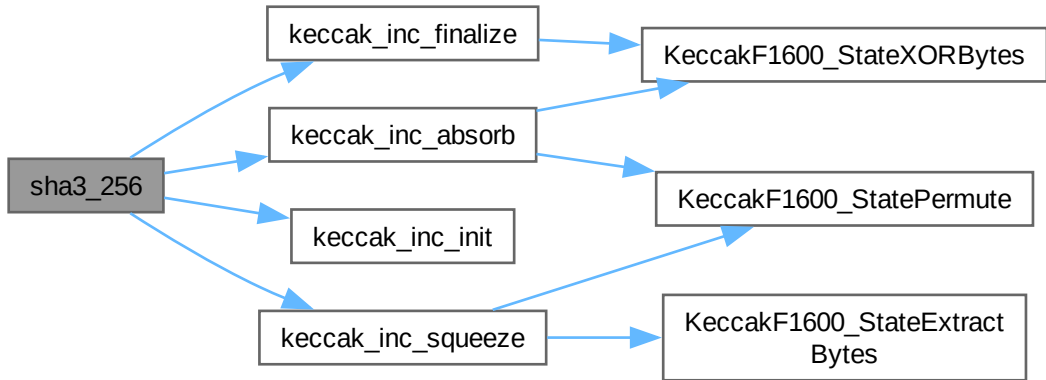 sha3_256
keccak_inc_finalize
keccak_inc_absorb
keccak_inc_init
keccak_inc_squeeze
KeccakF1600_StateXORBytes
KeccakF1600_StatePermute
KeccakF1600_StateExtract
Bytes